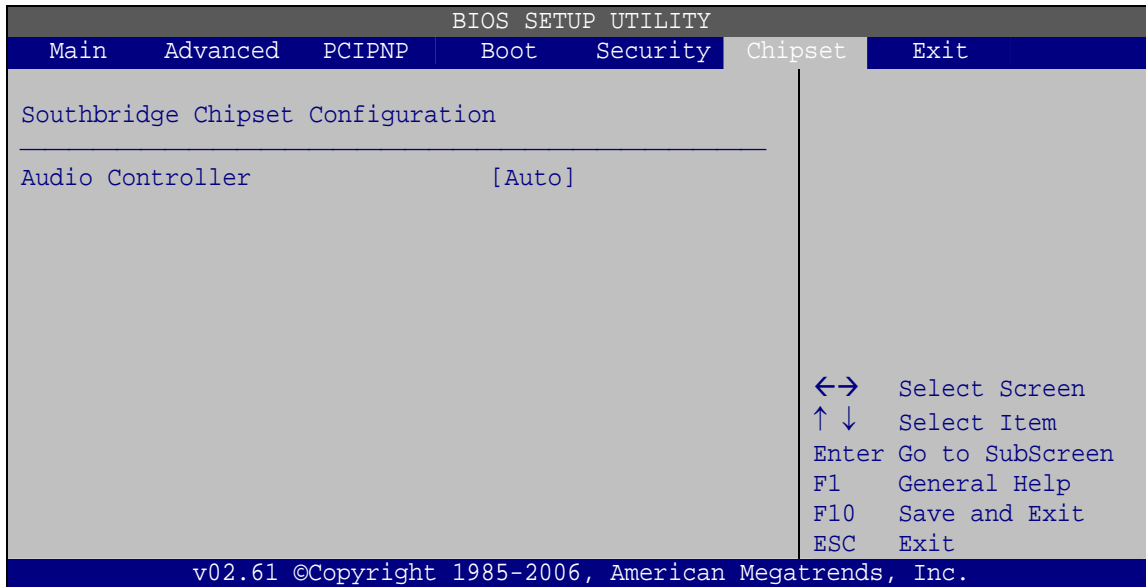 BIOS SETUP UTILITY
Main Advanced PCIPNP Boot Security Chipset Exit
Southbridge Chipset Configuration
Audio Controller [Auto]
←→ Select Screen
↑ ↓ Select Item
Enter Go to SubScreen
F1 General Help
F10 Save and Exit
ESC Exit
v02.61 ©Copyright 1985-2006, American Megatrends, Inc.